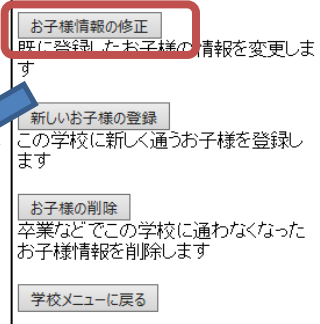 お子様情報の修正
既に登録したお子様の情報を変更しま
す
新しいお子様の登録
この学校に新しく通うお子様を登録し
ます
お子様の削除
卒業などでこの学校に通わなくなった
お子様情報を削除します
学校メニューに戻る